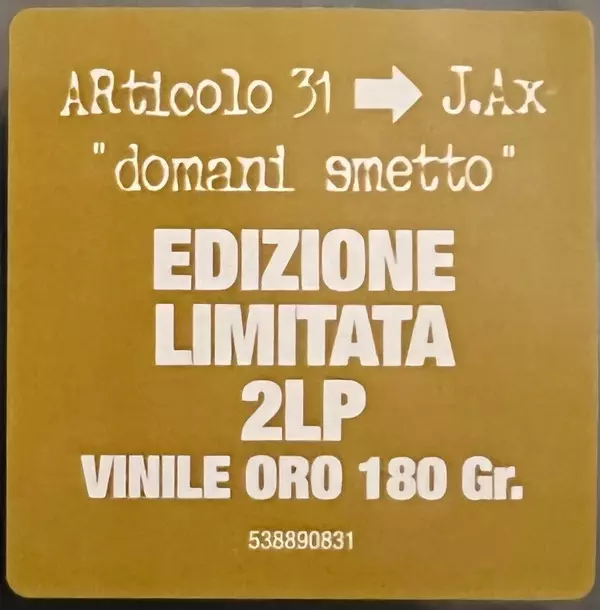 ARticolo 31 ➡ J.Ax
"domani smetto"
EDIZIONE
LIMITATA
2LP
VINILE ORO 180 Gr.
538890831